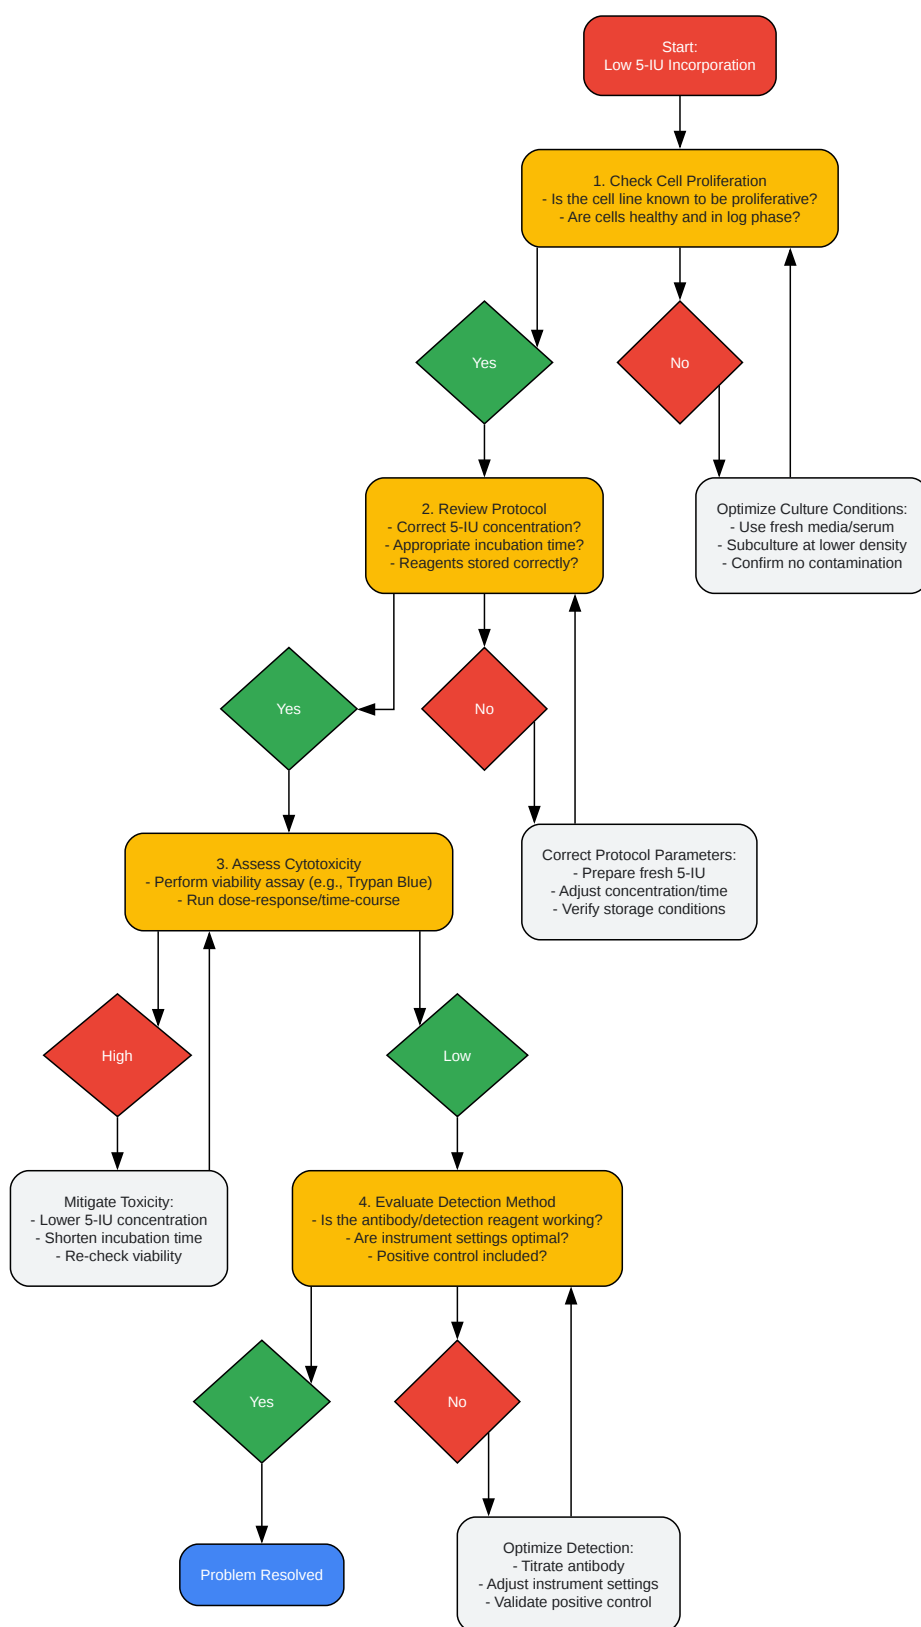 Start:
Low 5-IU Incorporation
1. Check Cell Proliferation
- Is the cell line known to be proliferative?
- Are cells healthy and in log phase?
Yes
No
2. Review Protocol
- Correct 5-IU concentration?
- Appropriate incubation time?
- Reagents stored correctly?
Optimize Culture Conditions:
- Use fresh media/serum
- Subculture at lower density
- Confirm no contamination
Yes
No
3. Assess Cytotoxicity
- Perform viability assay (e.g., Trypan Blue)
- Run dose-response/time-course
Correct Protocol Parameters:
- Prepare fresh 5-IU
- Adjust concentration/time
- Verify storage conditions
High
Low
Mitigate Toxicity:
- Lower 5-IU concentration
- Shorten incubation time
- Re-check viability
4. Evaluate Detection Method
- Is the antibody/detection reagent working?
- Are instrument settings optimal?
- Positive control included?
Yes
No
Problem Resolved
Optimize Detection:
- Titrate antibody
- Adjust instrument settings
- Validate positive control